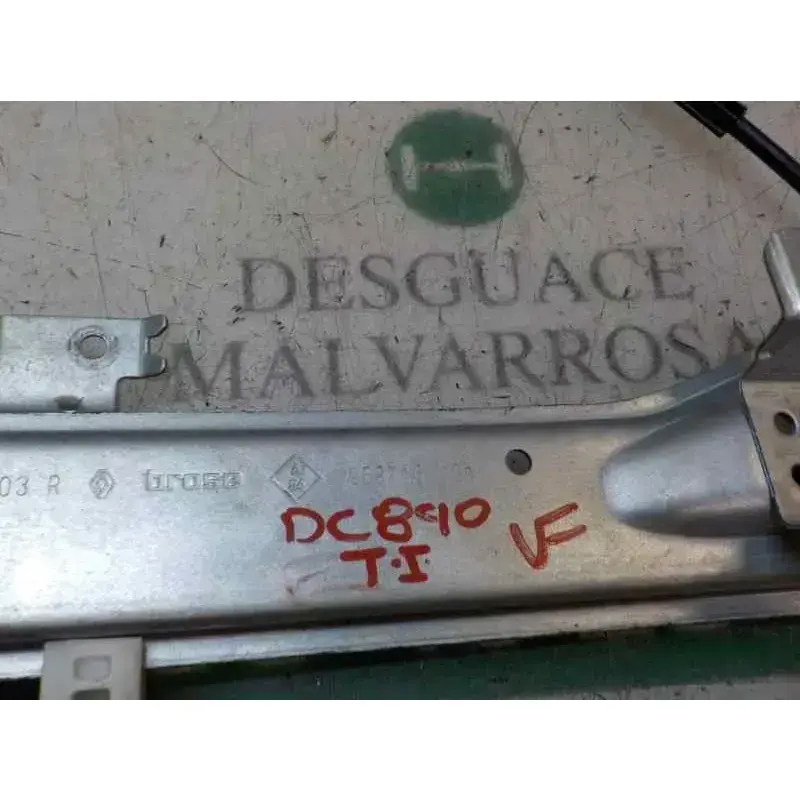 DESGUACE
MALVARROSA
03 R brose
DC890
T.I
VF